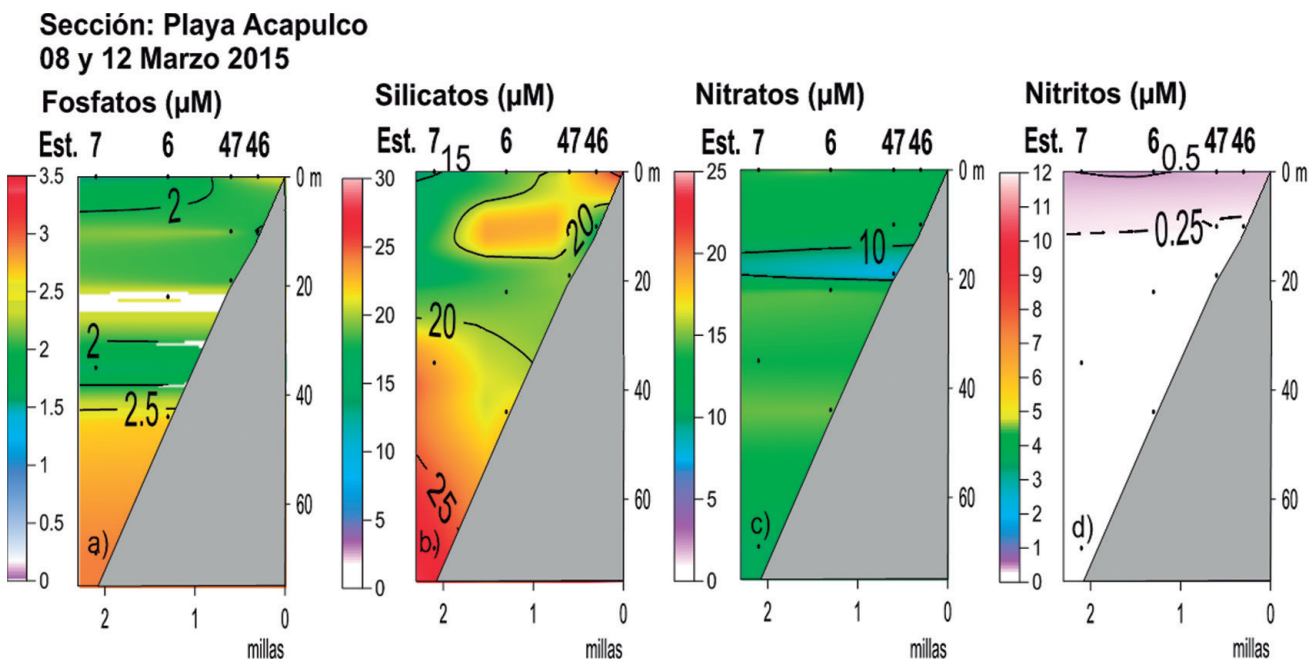 Sección: Playa Acapulco
08 y 12 Marzo 2015
Fosfatos (µM)
Est. 7 6 47 46
3.5
3
2.5
2
1.5
1
0.5
0
2
2
2.5
a)
0 m
20
40
60
2 1 0
millas
Silicatos (µM)
Est. 7 6 47 46
30
25
20
15
10
5
0
15
20
20
25
b)
0 m
20
40
60
2 1 0
millas
Nitratos (µM)
Est. 7 6 47 46
25
20
15
10
5
0
10
c)
0 m
20
40
60
2 1 0
millas
Nitritos (µM)
Est. 7 6 47 46
12
11
10
9
8
7
6
5
4
3
2
1
0
0.5
0.25
d)
0 m
20
40
60
2 1 0
millas